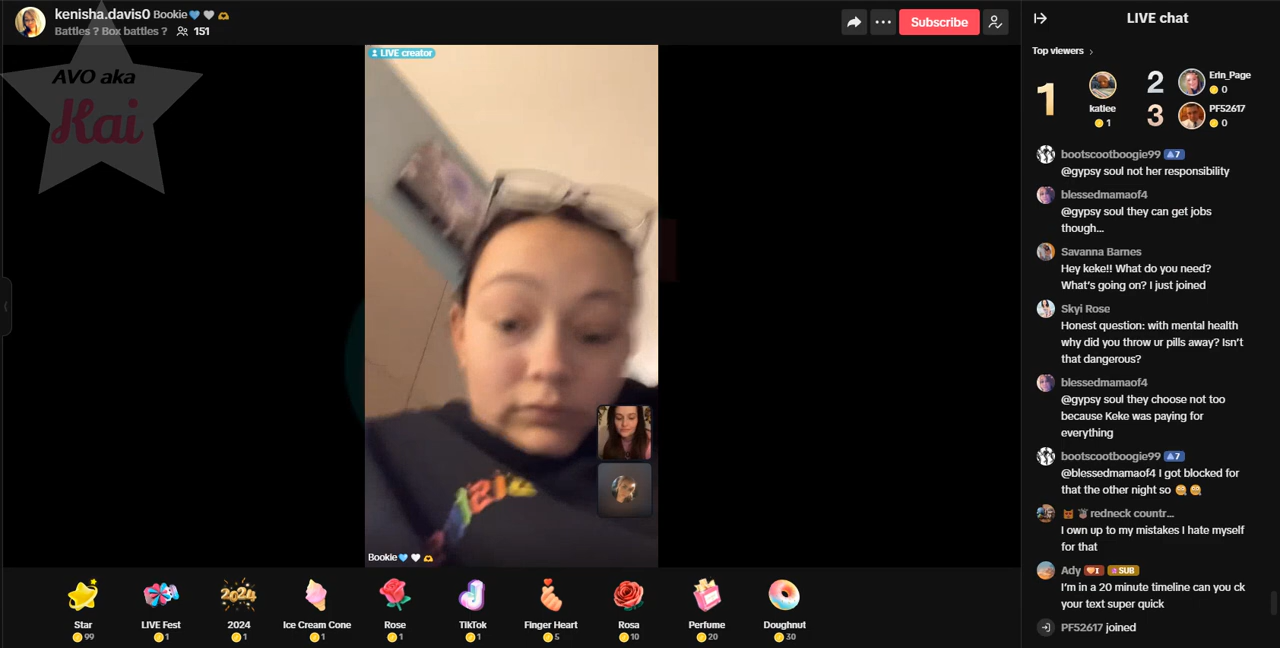 kenisha.davis0 Bookie💙🤍🫶
Battles ? Box battles ? 151
Subscribe
LIVE chat
AVO aka
Kai
LIVE creator
Top viewers
1
katiee
1
2
Erin_Page
0
3
PF52617
0
bootscootboogie99 7
@gypsy soul not her responsibility
blessedmamaof4
@gypsy soul they can get jobs
though...
Savanna Barnes
Hey keke!! What do you need?
What's going on? I just joined
Skyi Rose
Honest question: with mental health
why did you throw ur pills away? Isn't
that dangerous?
blessedmamaof4
@gypsy soul they choose not too
because Keke was paying for
everything
bootscootboogie99 7
@blessedmamaof4 I got blocked for
that the other night so
redneck countr...
I own up to my mistakes I hate myself
for that
Ady I SUB
I'm in a 20 minute timeline can you ck
your text super quick
PF52617 joined
Bookie💙🤍🫶
2024
Star
99
LIVE Fest
1
2024
1
Ice Cream Cone
1
Rose
1
TikTok
1
Finger Heart
5
Rosa
10
Perfume
20
Doughnut
30